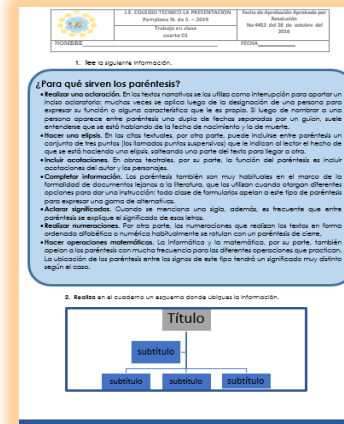 I.E. COLEGIO TÉCNICO LA PRESENTACIÓN
Pamplona N. de S. – 2019
Trabajo en clase
cuarto 01
Fecha de Aprobación Aprobada por
Resolución
No 4452 del 26 de octubre del
2016
NOMBRE
FECHA
1. lee la siguiente información.
¿Para qué sirven los paréntesis?
• Realizar una aclaración. En los textos narrativos se los utiliza como interrupción para aportar un
inciso aclaratorio: muchas veces se aplica luego de la designación de una persona para
expresar su función o alguna característica que le es propia. Si luego de nombrar a una
persona aparece entre paréntesis una dupla de fechas separadas por un guion, suele
entenderse que se está hablando de la fecha de nacimiento y la de muerte.
• Hacer una elipsis. En las citas textuales, por otra parte, puede incluirse entre paréntesis un
conjunto de tres puntos (los llamados puntos suspensivos) que le indican al lector el hecho de
que se está haciendo una elipsis, salteando una parte del texto para llegar a otra.
• Incluir acotaciones. En obras teatrales, por su parte, la función del paréntesis es incluir
acotaciones del autor y los personajes.
• Completar información. Los paréntesis también son muy habituales en el marco de la
formalidad de documentos lejanos a la literatura, que los utilizan cuando otorgan diferentes
opciones para dar una instrucción: toda clase de formularios apelan a este tipo de paréntesis
para expresar una gama de alternativas.
• Aclarar significados. Cuando se menciona una sigla, además, es frecuente que entre
paréntesis se explique el significado de esas letras.
• Realizar numeraciones. Por otra parte, las numeraciones que realizan los textos en forma
ordenada alfabética o numérica habitualmente se rotulan con un paréntesis de cierre.
• Hacer operaciones matemáticas. La informática y la matemática, por su parte, también
apelan a los paréntesis con mucha frecuencia para las diferentes operaciones que practican.
La ubicación de los paréntesis entre los signos de este tipo tendrá un significado muy distinto
según el caso.
2. Realiza en el cuaderno un esquema donde ubiques la información.
Título
subtítulo
subtítulo subtítulo subtítulo